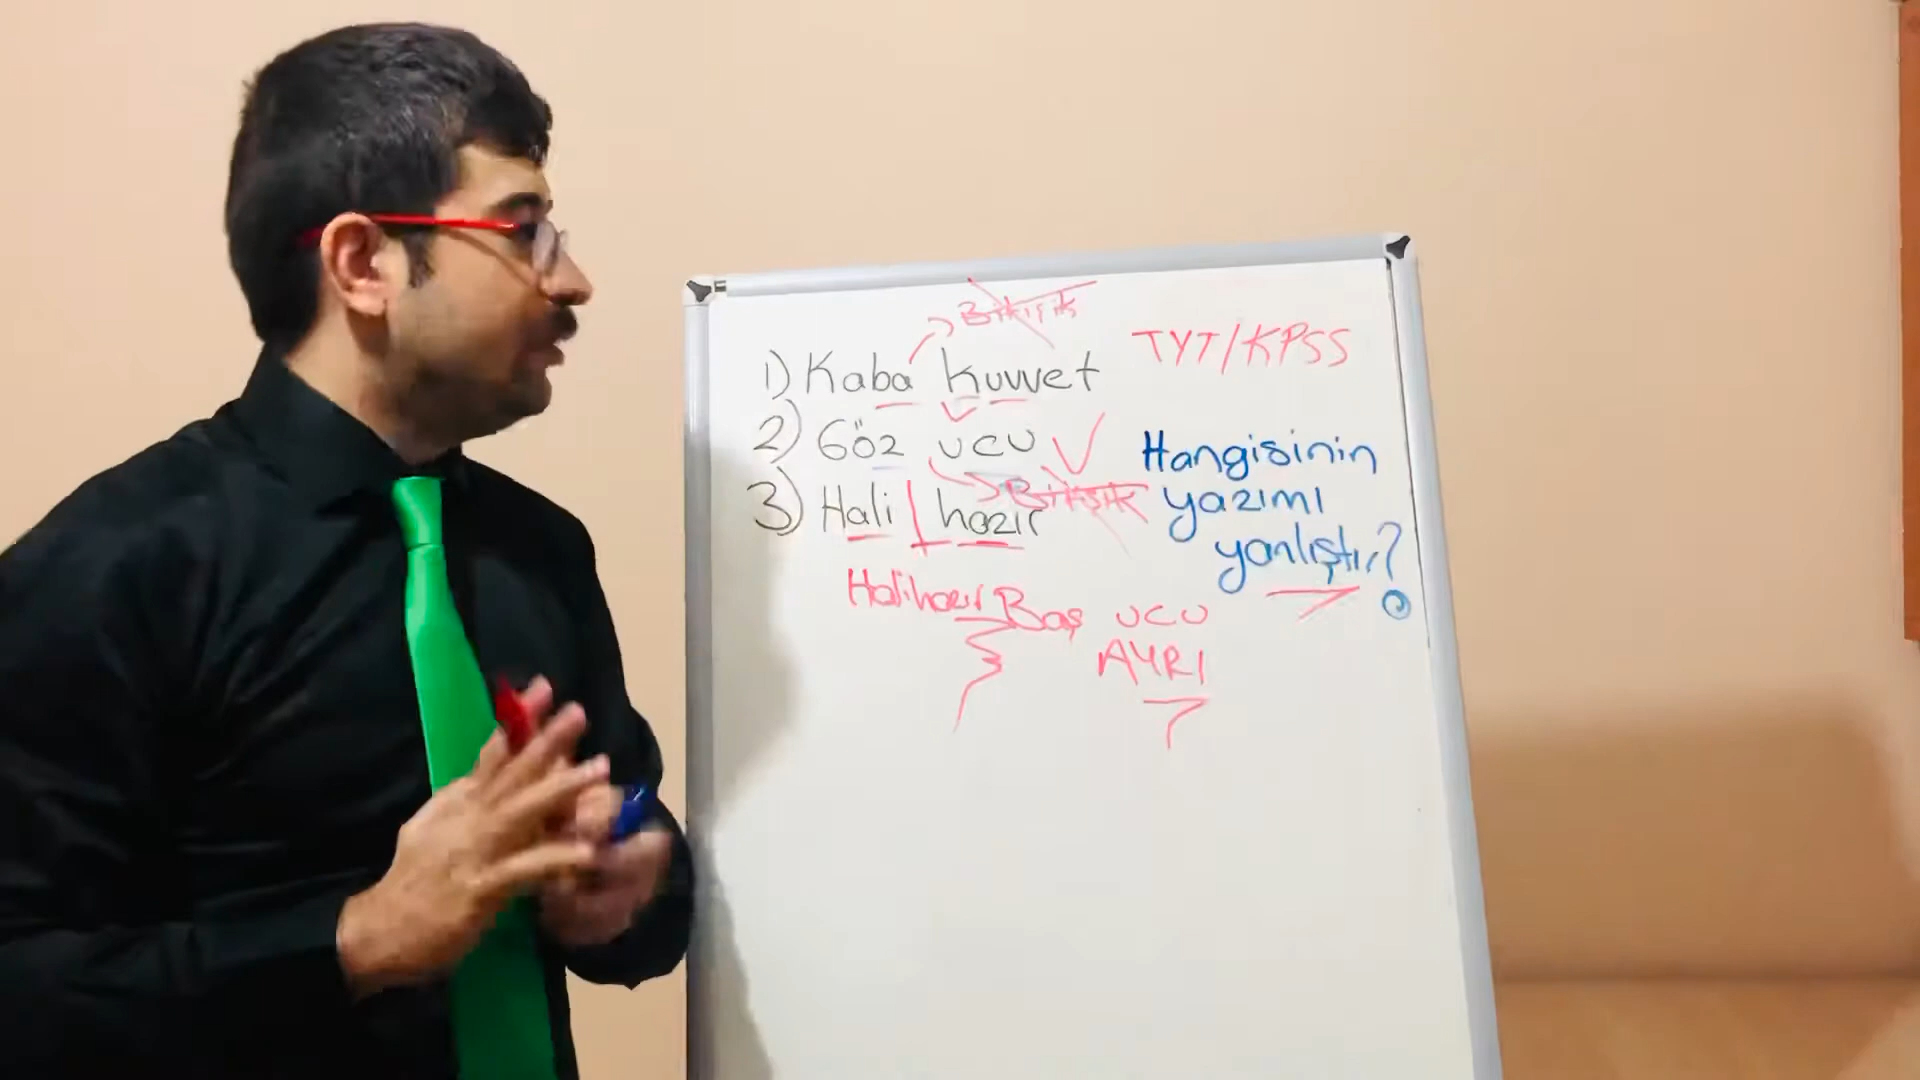 Bitişik
TYT/KPSS
1) Kaba kuvvet
2) Göz ucu
3) Hali hazır
Bitişik
Hangisinin
yazımı
yanlıştır?
Halihazır
Baş ucu
AYRI